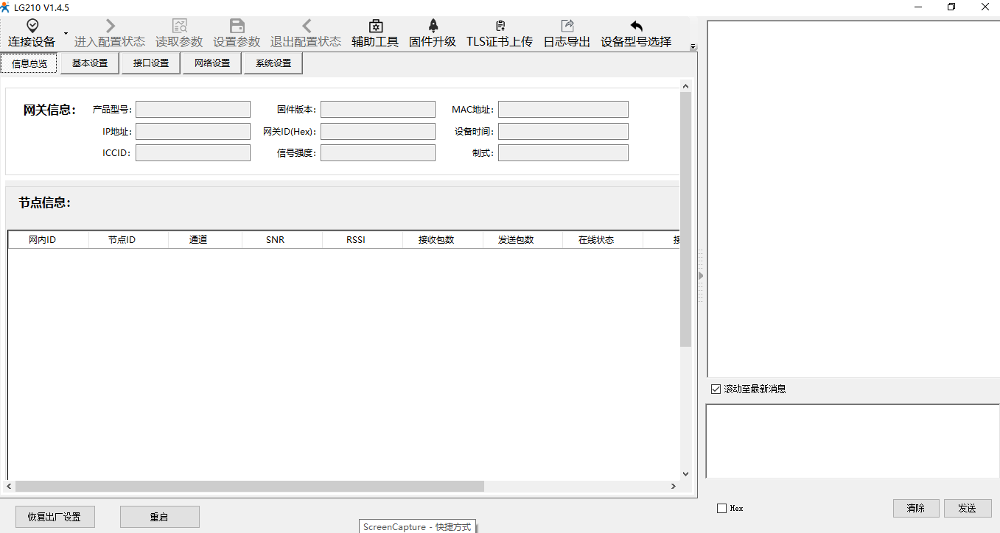 LG210 V1.4.5
连接设备 进入配置状态 读取参数 设置参数 退出配置状态 辅助工具 固件升级 TLS证书上传 日志导出 设备型号选择
信息总览 基本设置 接口设置 网络设置 系统设置
网关信息: 产品型号: 固件版本: MAC地址:
IP地址: 网关ID(Hex): 设备时间:
ICCID: 信号强度: 制式:
节点信息:
网内ID 节点ID 通道 SNR RSSI 接收包数 发送包数 在线状态
滚动至最新消息
Hex 清除 发送
恢复出厂设置 重启
ScreenCapture - 快捷方式